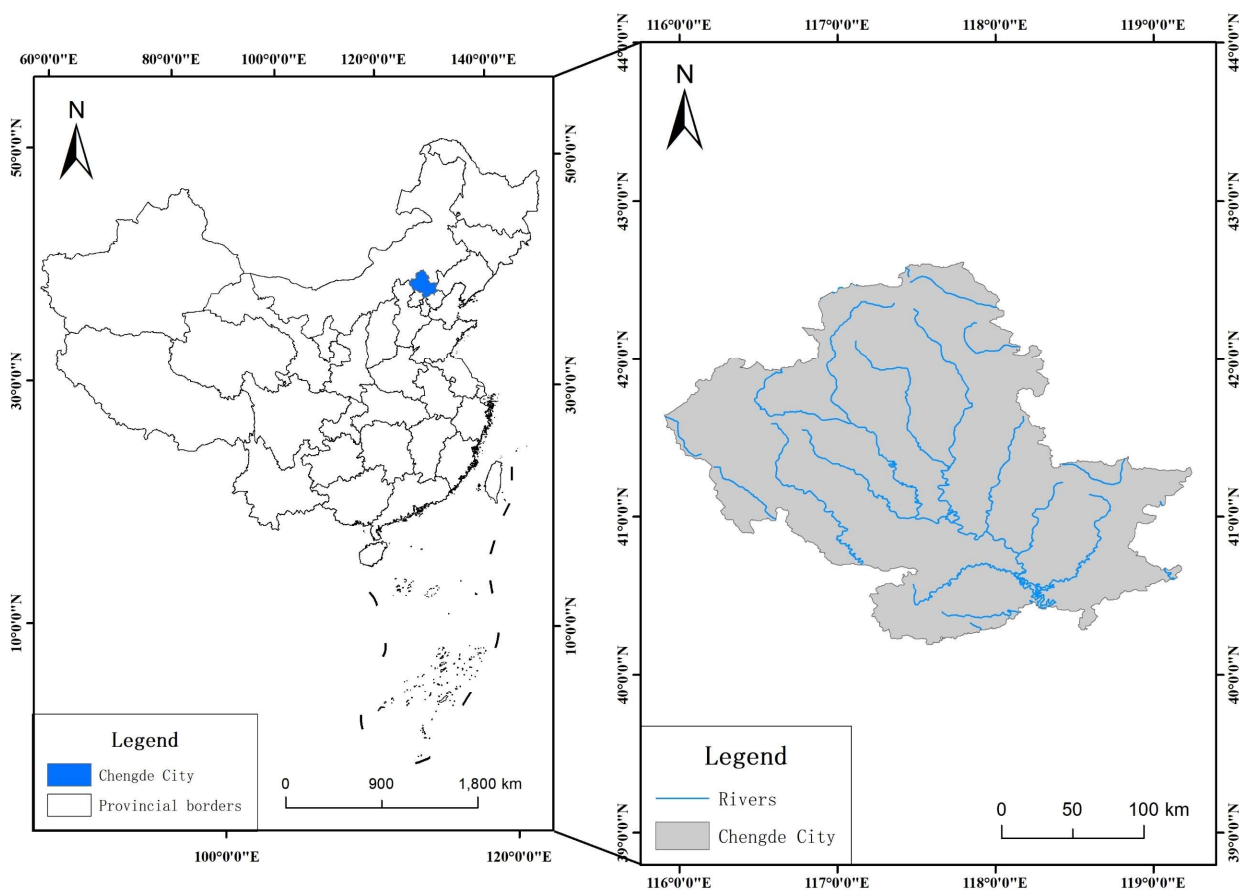 60°0'0"E 80°0'0"E 100°0'0"E 120°0'0"E 140°0'0"E
N
50°0'0"N
30°0'0"N
10°0'0"N
50°0'0"N
30°0'0"N
10°0'0"N
Legend
Chengde City
Provincial borders
0 900 1,800 km
100°0'0"E 120°0'0"E
116°0'0"E 117°0'0"E 118°0'0"E 119°0'0"E
N
44°0'0"N
43°0'0"N
42°0'0"N
41°0'0"N
40°0'0"N
39°0'0"N
44°0'0"N
43°0'0"N
42°0'0"N
41°0'0"N
40°0'0"N
39°0'0"N
Legend
Rivers
Chengde City
0 50 100 km
116°0'0"E 117°0'0"E 118°0'0"E 119°0'0"E